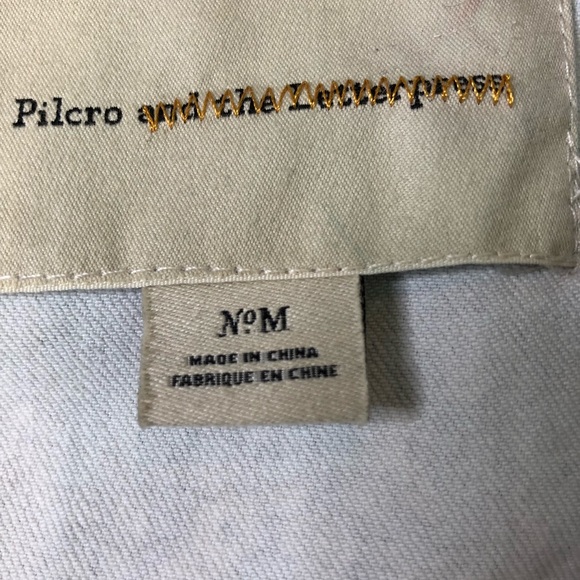 Pilcro and the Letterpress
NºM
MADE IN CHINA
FABRIQUE EN CHINE